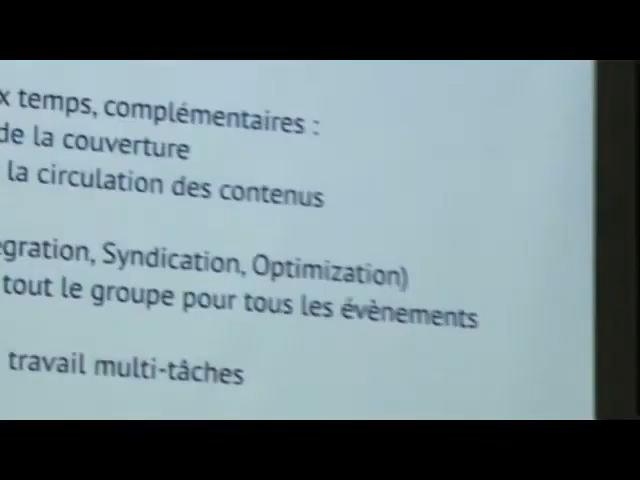 x temps, complémentaires :
de la couverture
la circulation des contenus
égration, Syndication, Optimization)
tout le groupe pour tous les évènements
travail multi-tâches